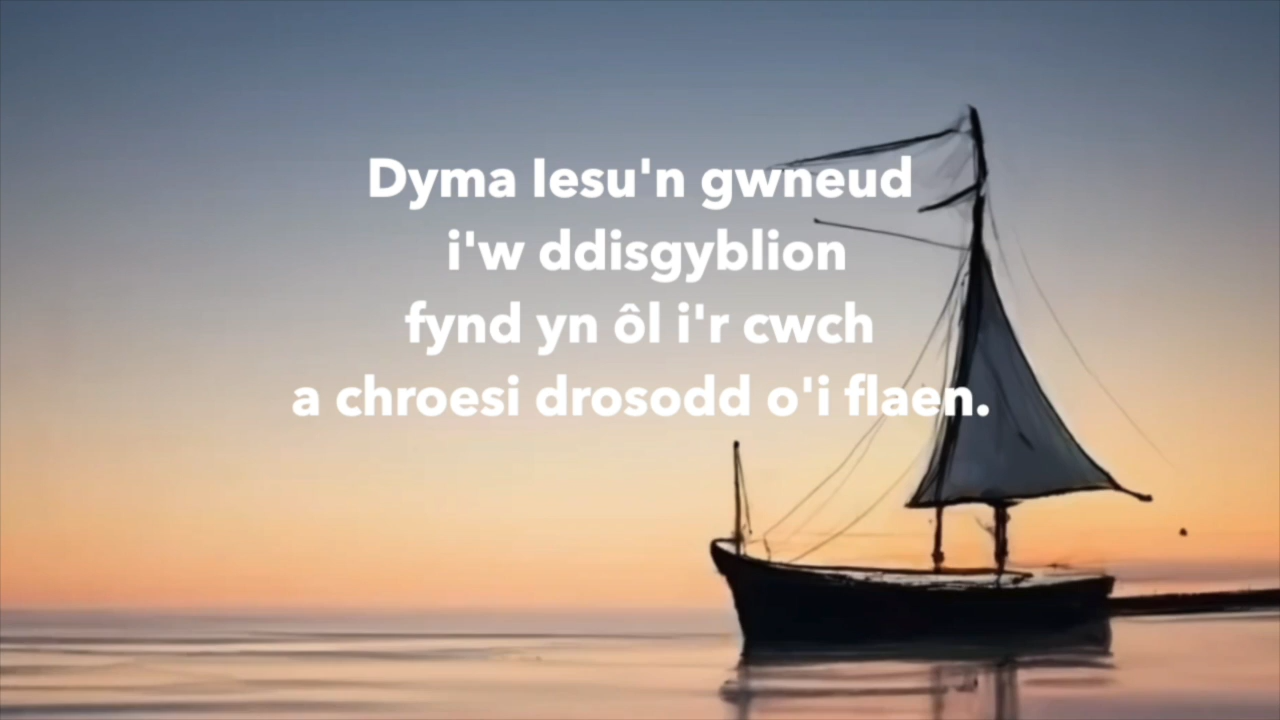 Dyma Iesu'n gwneud
i'w ddisgyblion
fynd yn ôl i'r cwch
a chroesi drosodd o'i flaen.